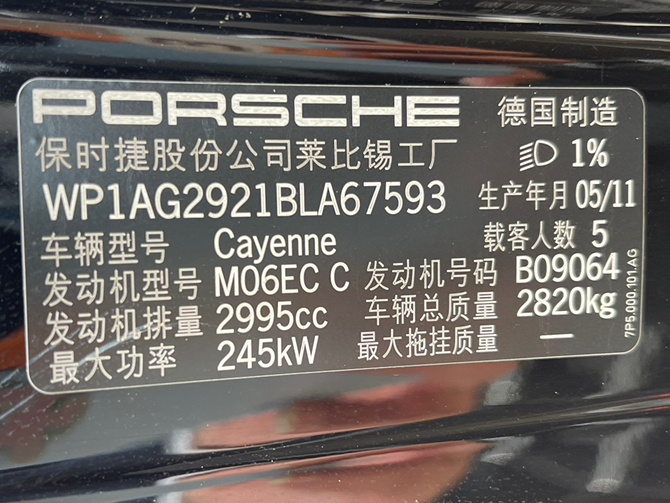 PORSCHE 德国制造
保时捷股份公司莱比锡工厂 1%
WP1AG2921BLA67593 生产年月 05/11
车辆型号 Cayenne 载客人数 5
发动机型号 M06EC C 发动机号码 B09064
发动机排量 2995cc 车辆总质量 2820kg
最大功率 245kW 最大拖挂质量 —
7P5.000.101.AG